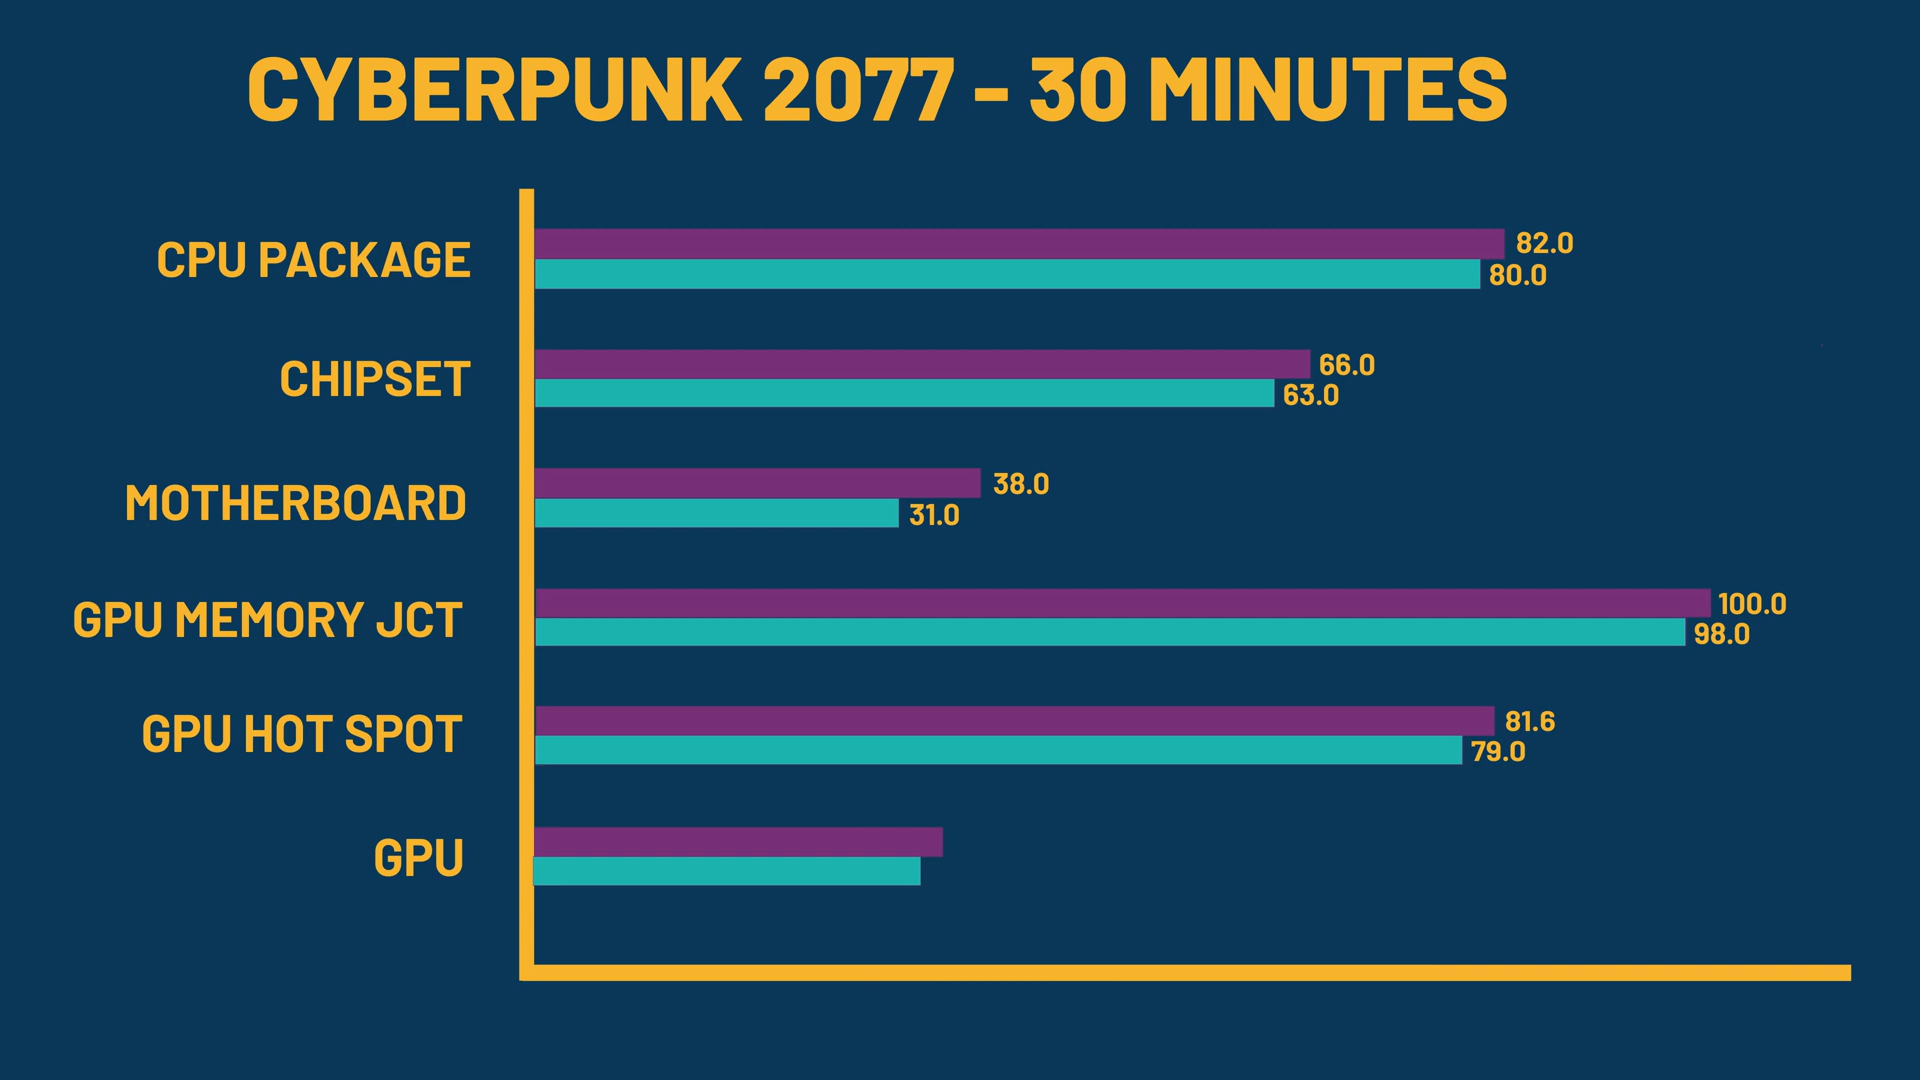 CYBERPUNK 2077 - 30 MINUTES
CPU PACKAGE
82.0
80.0
CHIPSET
66.0
63.0
MOTHERBOARD
38.0
31.0
GPU MEMORY JCT
100.0
98.0
GPU HOT SPOT
81.6
79.0
GPU